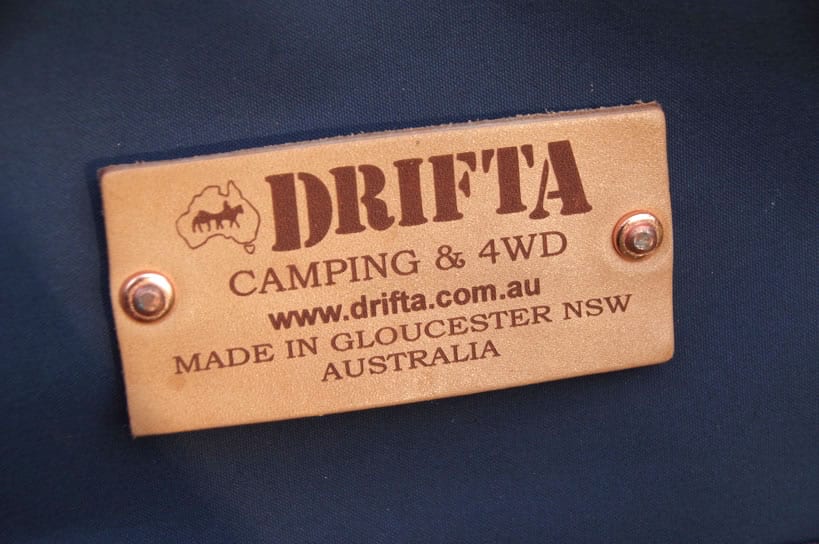 DRIFTA
CAMPING & 4WD
www.drifta.com.au
MADE IN GLOUCESTER NSW
AUSTRALIA